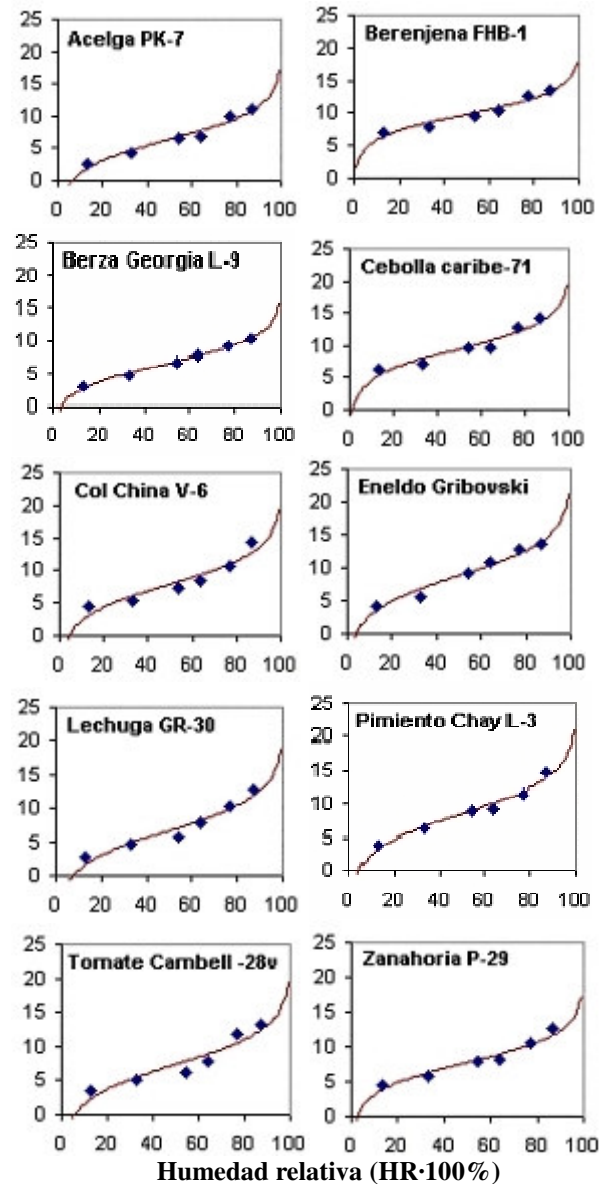 Acelga PK-7
25
20
15
10
5
0
0 20 40 60 80 100
Berenjena FHB-1
25
20
15
10
5
0
0 20 40 60 80 100
Berza Georgia L-9
25
20
15
10
5
0
0 20 40 60 80 100
Cebolla caribe-71
25
20
15
10
5
0
0 20 40 60 80 100
Col China V-6
25
20
15
10
5
0
0 20 40 60 80 100
Eneldo Gribovski
25
20
15
10
5
0
0 20 40 60 80 100
Lechuga GR-30
25
20
15
10
5
0
0 20 40 60 80 100
Pimiento Chay L-3
25
20
15
10
5
0
0 20 40 60 80 100
Tomate Cambell -28v
25
20
15
10
5
0
0 20 40 60 80 100
Zanahoria P-29
25
20
15
10
5
0
0 20 40 60 80 100
Humedad relativa (HR·100%)